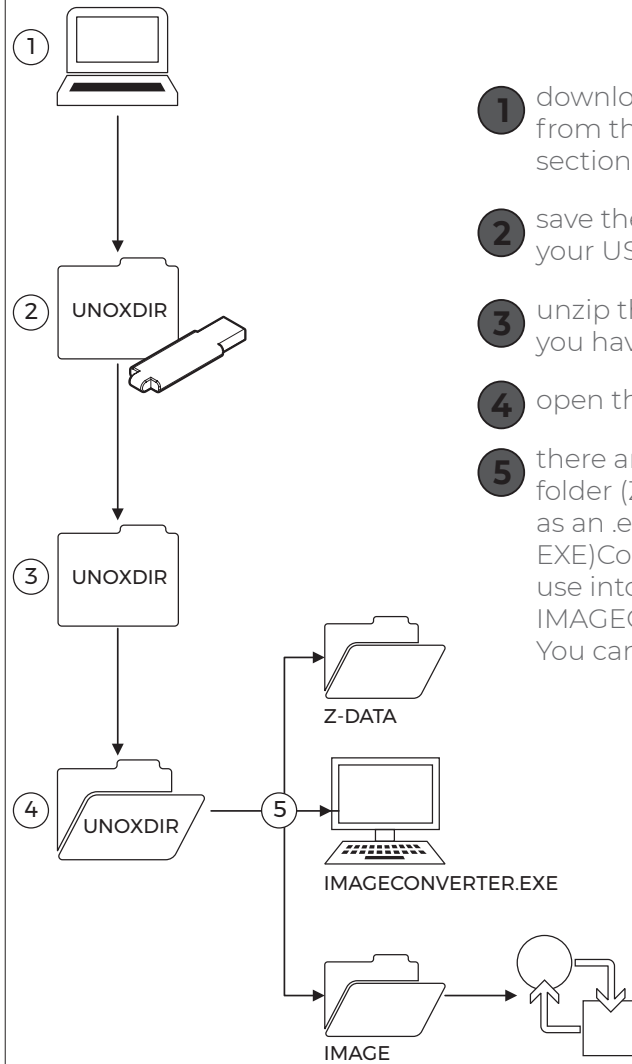 1
2
UNOXDIR
3
UNOXDIR
4
UNOXDIR
5
Z-DATA
IMAGECONVERTER.EXE
IMAGE
1
from th
section
2
save the
your US
3
unzip th
you hav
4
open th
5
there ar
folder (Z
as an .e
EXE)Co
use into
You car